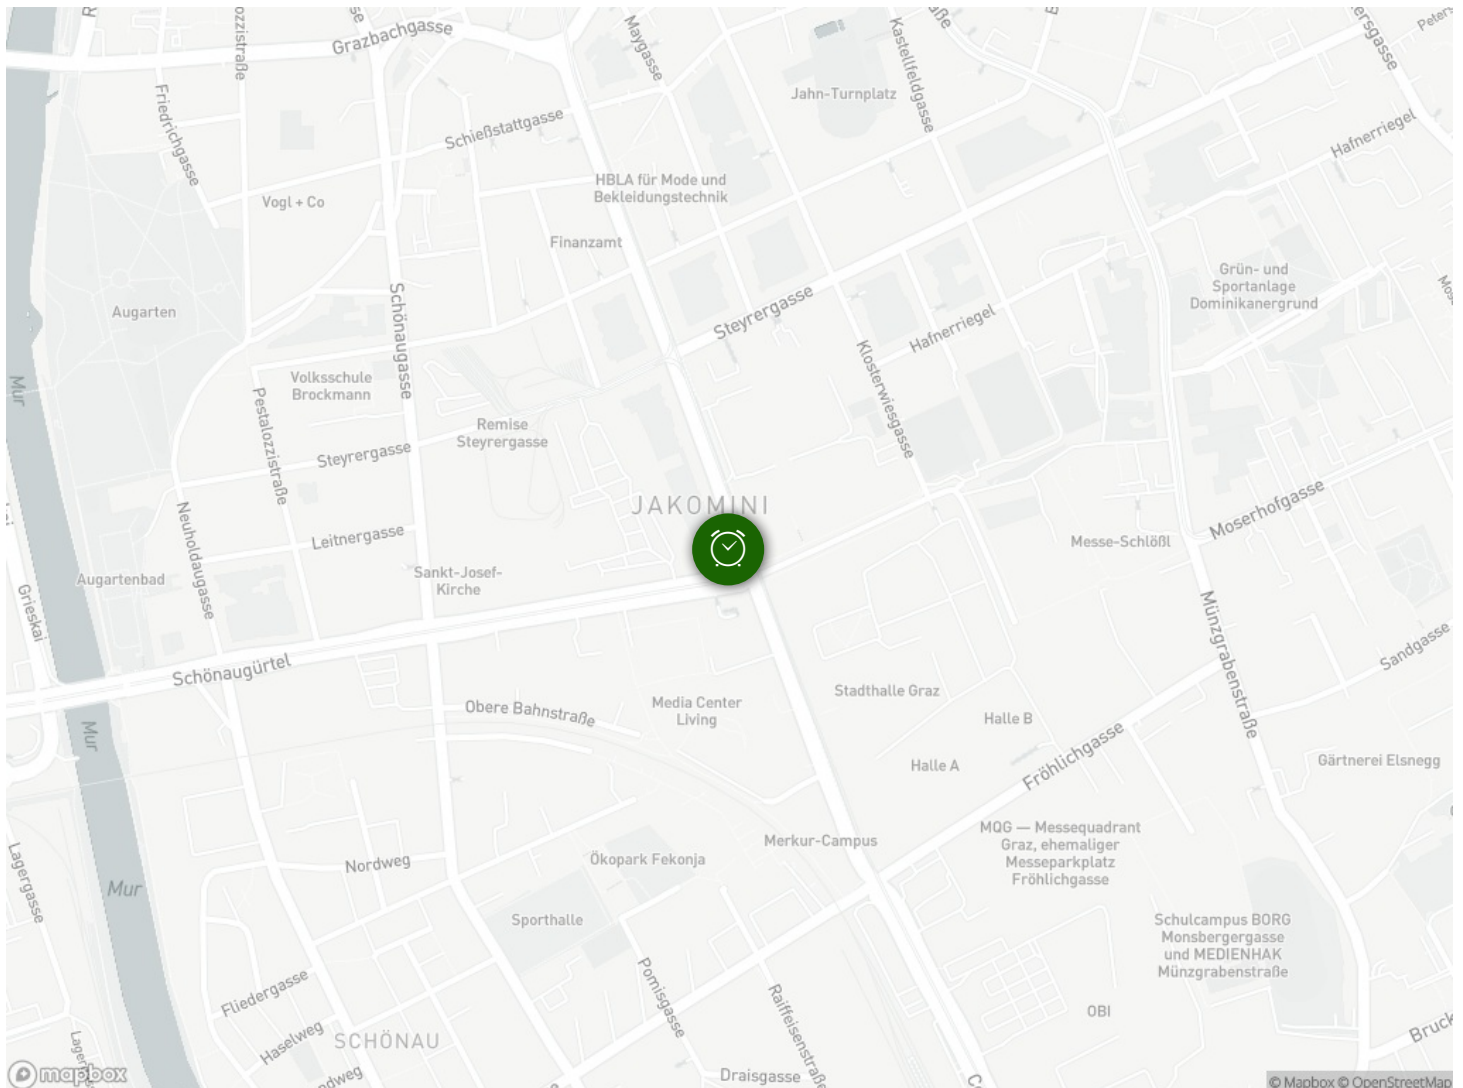 Grazbachgasse
Maygasse
Kastellfeldgasse
Jahn-Turnplatz
Friedrichgasse
Schießstattgasse
Hafnerriegel
HBLA für Mode und
Bekleidungstechnik
Vogl + Co
Finanzamt
Grün- und
Sportanlage
Dominikanergrund
Augarten
Schönaugasse
Steyrergasse
Hafnerriegel
Klosterwiesgasse
Mur
Volksschule
Brockmann
Pestalozzistraße
Remise
Steyrergasse
Steyrergasse
JAKOMINI
Moserhofgasse
Neuholdaugasse
Leitnergasse
Messe-Schlößl
Augartenbad
Sankt-Josef-
Kirche
Grieskai
Münzgrabenstraße
Sandgasse
Schönaugürtel
Stadthalle Graz
Media Center
Living
Obere Bahnstraße
Halle B
Mur
Halle A
Fröhlichgasse
Gärtnerei Elsnegg
MQG — Messequadrant
Graz, ehemaliger
Messeparkplatz
Fröhlichgasse
Merkur-Campus
Ökopark Fekonja
Nordweg
Lagergasse
Mur
Sporthalle
Schulcampus BORG
Monsbergergasse
und MEDIENHAK
Münzgrabenstraße
Fliedergasse
Pomisgasse
Raiffeisenstraße
OBI
Haselweg
SCHÖNAU
Draisgasse
mapbox
© Mapbox © OpenStreetMap